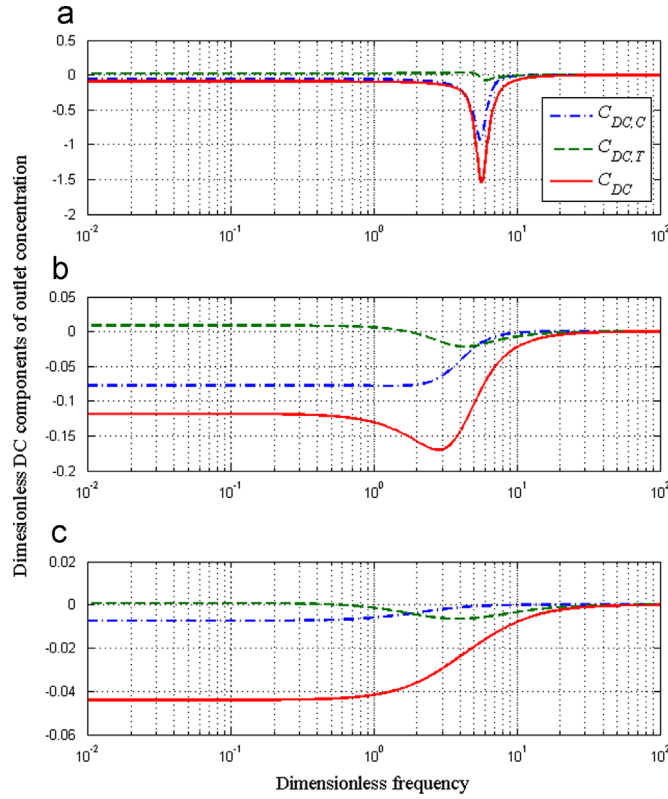 a
0.5
0
-0.5
-1
-1.5
-2
C_DC,C
C_DC,T
C_DC
10^-2 10^-1 10^0 10^1 10^2
b
0.05
0
-0.05
-0.1
-0.15
-0.2
10^-2 10^-1 10^0 10^1 10^2
c
0.02
0
-0.02
-0.04
-0.06
10^-2 10^-1 10^0 10^1 10^2
Dimesionless DC components of outlet concentration
Dimensionless frequency